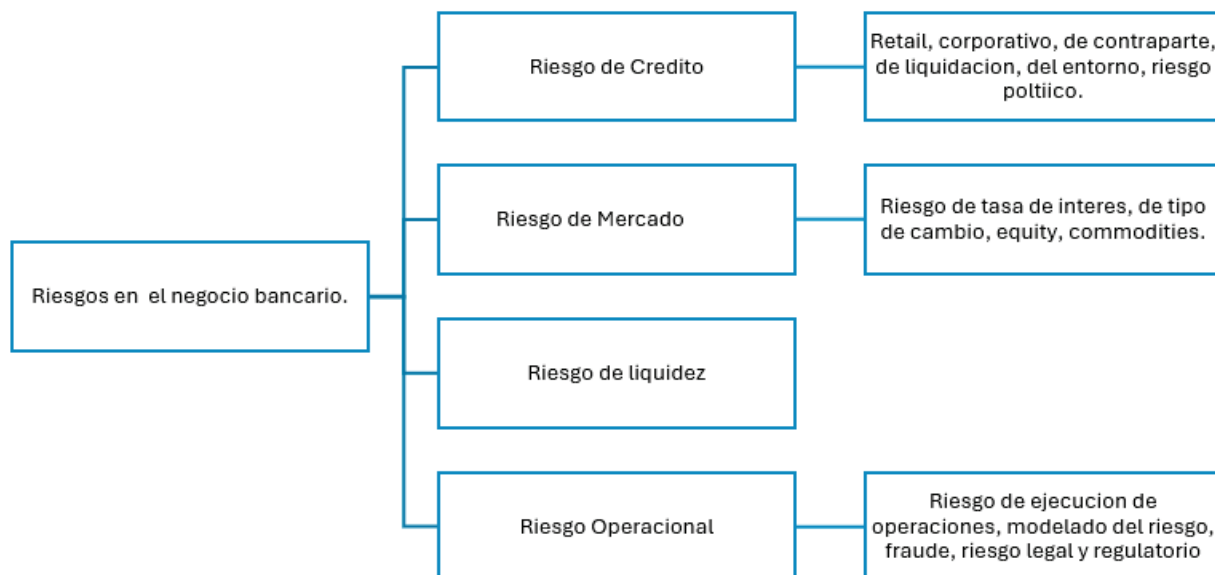 Riesgos en  el negocio bancario.
Riesgo de Credito
Retail, corporativo, de contraparte,
de liquidacion, del entorno, riesgo
poltiico.
Riesgo de Mercado
Riesgo de tasa de interes, de tipo
de cambio, equity, commodities.
Riesgo de liquidez
Riesgo Operacional
Riesgo de ejecucion de
operaciones, modelado del riesgo,
fraude, riesgo legal y regulatorio